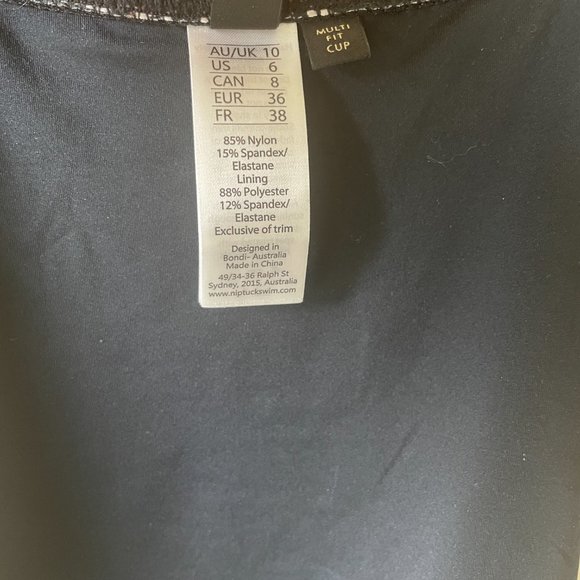 AU/UK 10
US 6
CAN 8
EUR 36
FR 38
85% Nylon
15% Spandex/
Elastane
Lining
88% Polyester
12% Spandex/
Elastane
Exclusive of trim
Designed in
Bondi- Australia
Made in China
49/34-36 Ralph St
Sydney, 2015, Australia
www.niptuckswim.com
MULTI
FIT
CUP